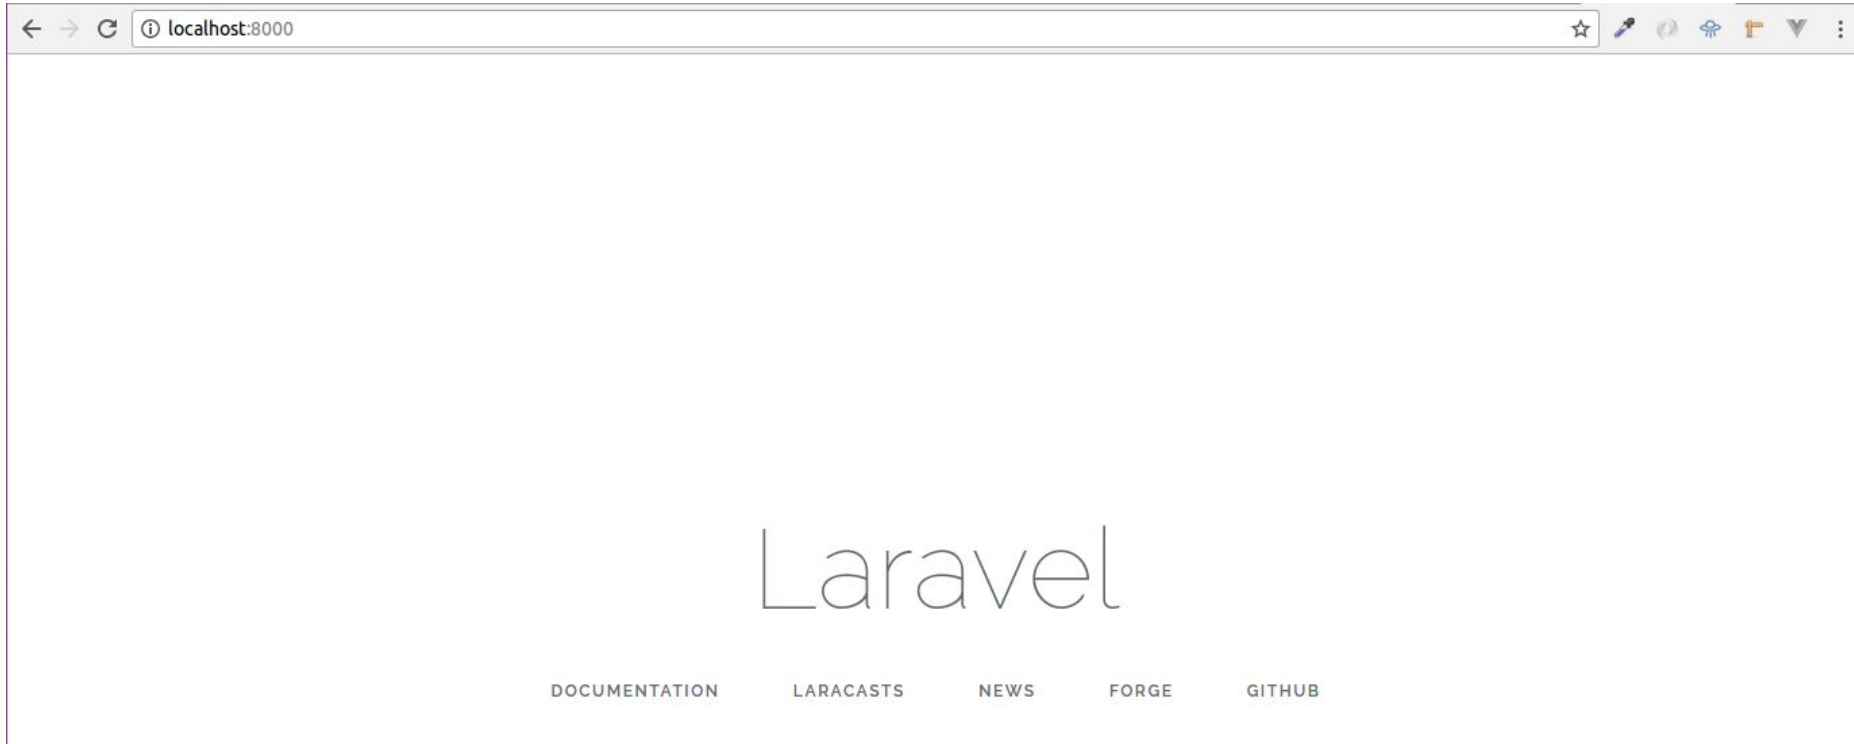 localhost:8000
Laravel
DOCUMENTATION LARACASTS NEWS FORGE GITHUB